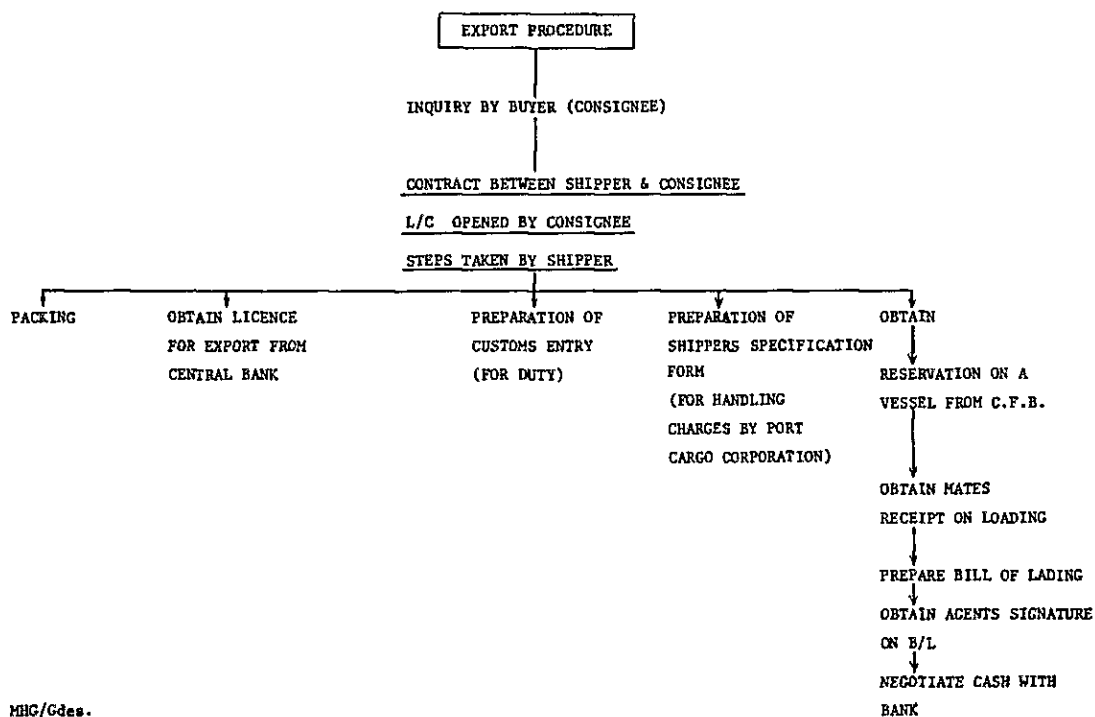 EXPORT PROCEDURE
INQUIRY BY BUYER (CONSIGNEE)
CONTRACT BETWEEN SHIPPER & CONSIGNEE
L/C OPENED BY CONSIGNEE
STEPS TAKEN BY SHIPPER
PACKING
OBTAIN LICENCE
FOR EXPORT FROM
CENTRAL BANK
PREPARATION OF
CUSTOMS ENTRY
(FOR DUTY)
PREPARATION OF
SHIPPERS SPECIFICATION
FORM
(FOR HANDLING
CHARGES BY PORT
CARGO CORPORATION)
OBTAIN
RESERVATION ON A
VESSEL FROM C.F.B.
OBTAIN MATES
RECEIPT ON LOADING
PREPARE BILL OF LADING
OBTAIN AGENTS SIGNATURE
ON B/L
NEGOTIATE CASH WITH
BANK
MHG/Gdes.